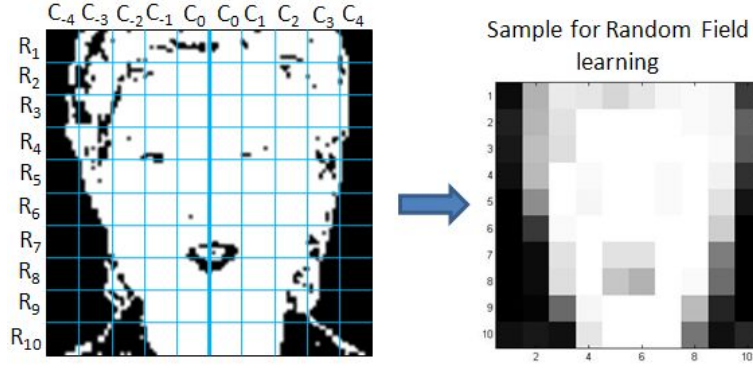 C-4 C-3 C-2 C-1 C0 C0 C1 C2 C3 C4
R1
R2
R3
R4
R5
R6
R7
R8
R9
R10
Sample for Random Field
learning
1
2
3
4
5
6
7
8
9
10
2 4 6 8 10